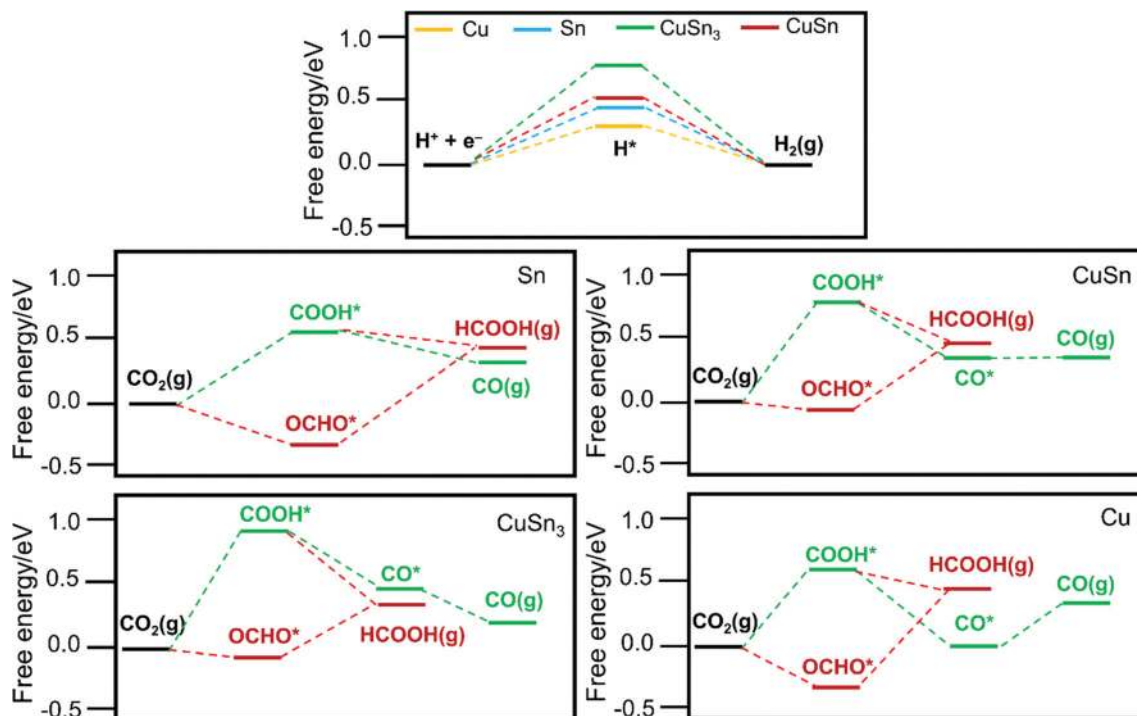 Cu Sn CuSn₃ CuSn
Free energy/eV
1.0
0.5
0.0
-0.5
H⁺ + e⁻
H*
H₂(g)
Sn
Free energy/eV
1.0
0.5
0.0
-0.5
CO₂(g)
COOH*
OCHO*
HCOOH(g)
CO(g)
CuSn
Free energy/eV
1.0
0.5
0.0
-0.5
CO₂(g)
COOH*
OCHO*
HCOOH(g)
CO*
CO(g)
CuSn₃
Free energy/eV
1.0
0.5
0.0
-0.5
CO₂(g)
COOH*
OCHO*
CO*
HCOOH(g)
CO(g)
Cu
Free energy/eV
1.0
0.5
0.0
-0.5
CO₂(g)
COOH*
OCHO*
HCOOH(g)
CO*
CO(g)